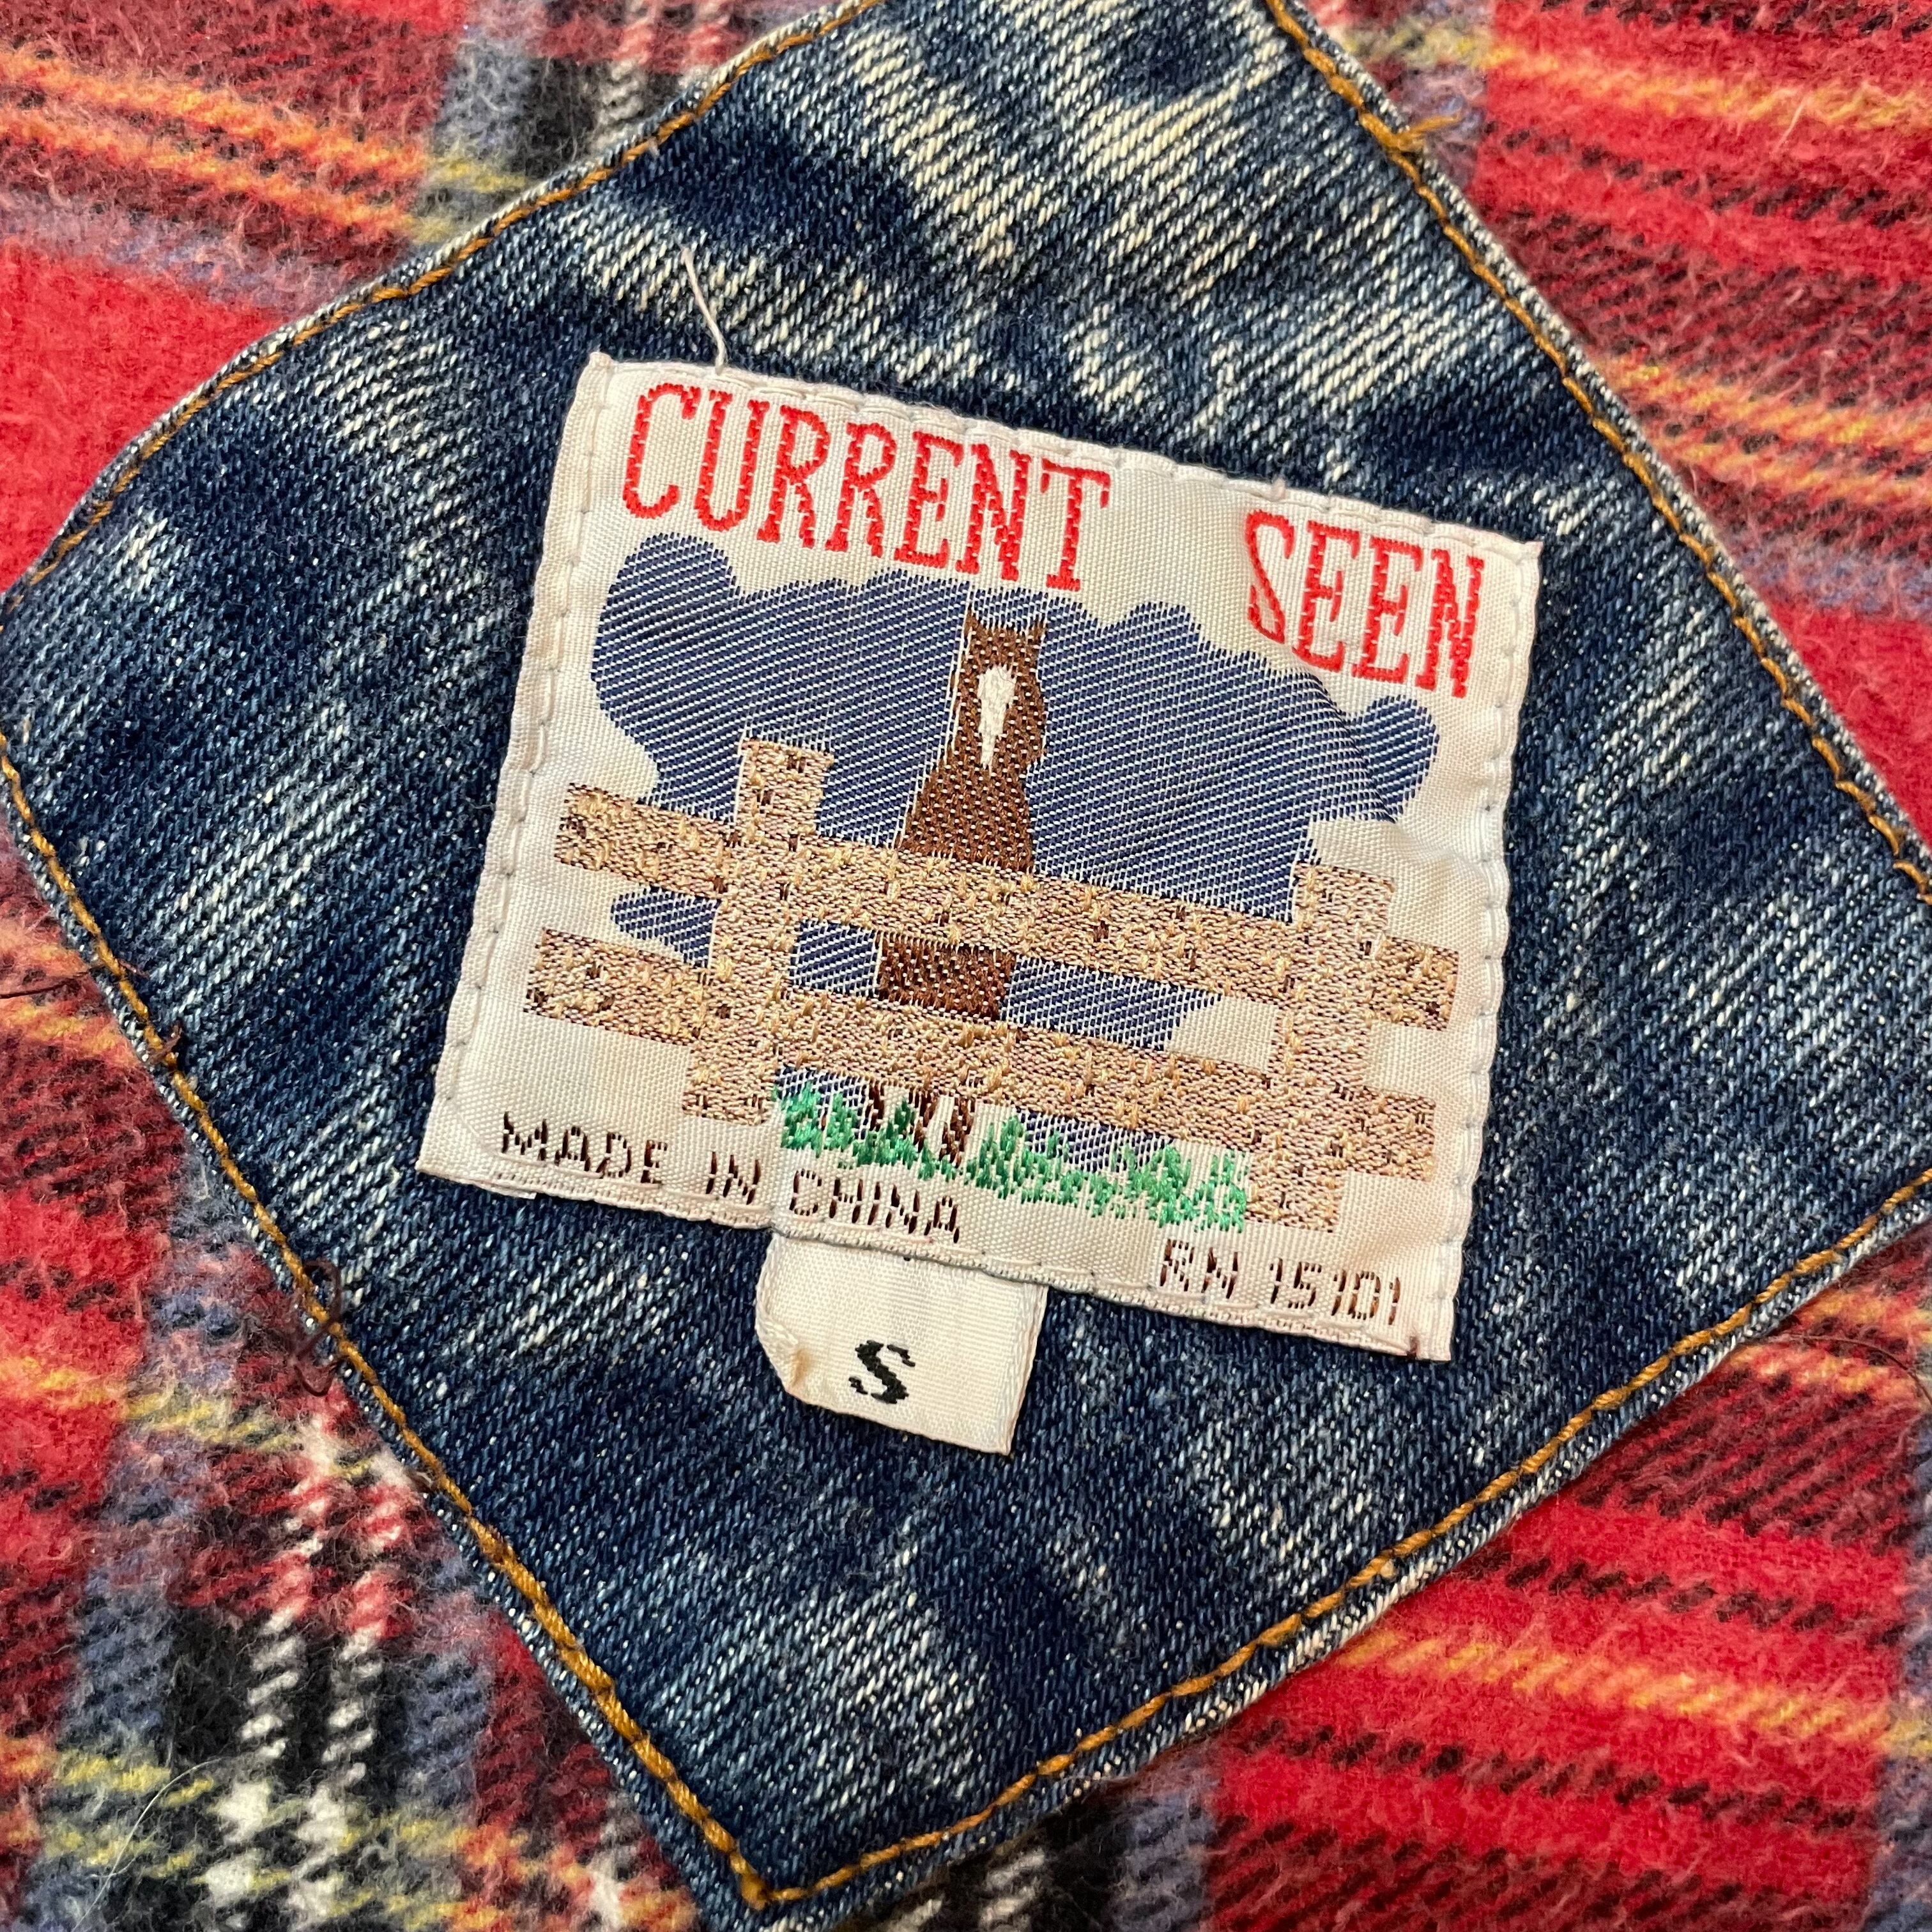 CURRENT SEEN
MADE IN CHINA
RN 15101
S